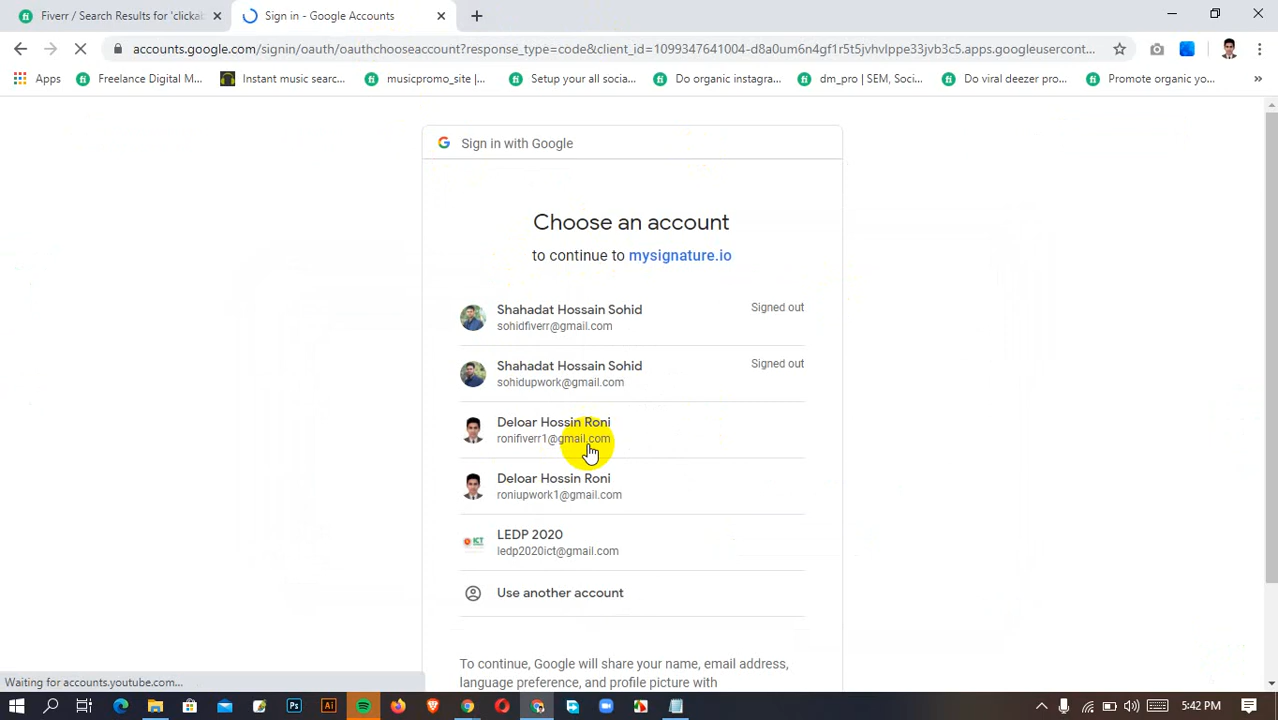 Fiverr / Search Results for 'clickab
Sign in - Google Accounts
accounts.google.com/signin/oauth/oauthchooseaccount?response_type=code&client_id=1099347641004-d8a0um6n4gf1r5t5jvhvlppe33jvb3c5.apps.googleusercont...
Apps
Freelance Digital M...
Instant music searc...
musicpromo_site |...
Setup your all socia...
Do organic instagra...
dm_pro | SEM, Soci...
Do viral deezer pro...
Promote organic yo...
Sign in with Google
Choose an account
to continue to mysignature.io
Shahadat Hossain Sohid
Signed out
sohidfiverr@gmail.com
Shahadat Hossain Sohid
Signed out
sohidupwork@gmail.com
Deloar Hossin Roni
ronifiverr1@gmail.com
Deloar Hossin Roni
roniupwork1@gmail.com
LEDP 2020
ledp2020ict@gmail.com
Use another account
To continue, Google will share your name, email address,
language preference, and profile picture with
Waiting for accounts.youtube.com...
5:42 PM